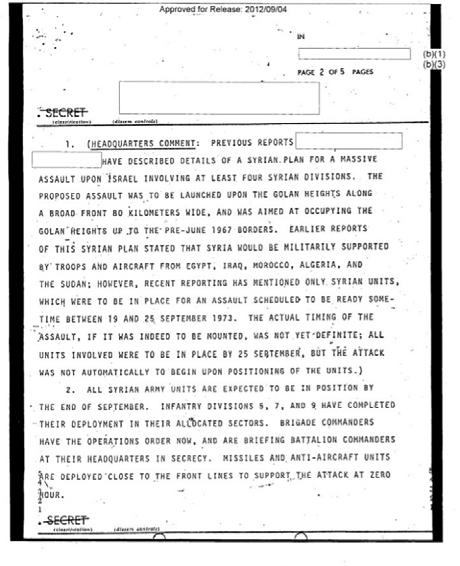 Approved for Release: 2012/09/04
IN
(b)(1)
(b)(3)
PAGE 2 OF 5 PAGES
SECRET
(classification) (dissem controls)
1. (HEADQUARTERS COMMENT: PREVIOUS REPORTS
HAVE DESCRIBED DETAILS OF A SYRIAN PLAN FOR A MASSIVE
ASSAULT UPON ISRAEL INVOLVING AT LEAST FOUR SYRIAN DIVISIONS. THE
PROPOSED ASSAULT WAS TO BE LAUNCHED UPON THE GOLAN HEIGHTS ALONG
A BROAD FRONT 80 KILOMETERS WIDE, AND WAS AIMED AT OCCUPYING THE
GOLAN HEIGHTS UP TO THE PRE-JUNE 1967 BORDERS. EARLIER REPORTS
OF THIS SYRIAN PLAN STATED THAT SYRIA WOULD BE MILITARILY SUPPORTED
BY TROOPS AND AIRCRAFT FROM EGYPT, IRAQ, MOROCCO, ALGERIA, AND
THE SUDAN; HOWEVER, RECENT REPORTING HAS MENTIONED ONLY SYRIAN UNITS,
WHICH WERE TO BE IN PLACE FOR AN ASSAULT SCHEDULED TO BE READY SOME-
TIME BETWEEN 19 AND 25 SEPTEMBER 1973. THE ACTUAL TIMING OF THE
ASSAULT, IF IT WAS INDEED TO BE MOUNTED, WAS NOT YET DEFINITE; ALL
UNITS INVOLVED WERE TO BE IN PLACE BY 25 SEPTEMBER, BUT THE ATTACK
WAS NOT AUTOMATICALLY TO BEGIN UPON POSITIONING OF THE UNITS.)
2. ALL SYRIAN ARMY UNITS ARE EXPECTED TO BE IN POSITION BY
THE END OF SEPTEMBER. INFANTRY DIVISIONS 5, 7, AND 9 HAVE COMPLETED
THEIR DEPLOYMENT IN THEIR ALLOCATED SECTORS. BRIGADE COMMANDERS
HAVE THE OPERATIONS ORDER NOW, AND ARE BRIEFING BATTALION COMMANDERS
AT THEIR HEADQUARTERS IN SECRECY. MISSILES AND ANTI-AIRCRAFT UNITS
ARE DEPLOYED CLOSE TO THE FRONT LINES TO SUPPORT THE ATTACK AT ZERO
HOUR.
SECRET
(classification) (dissem controls)